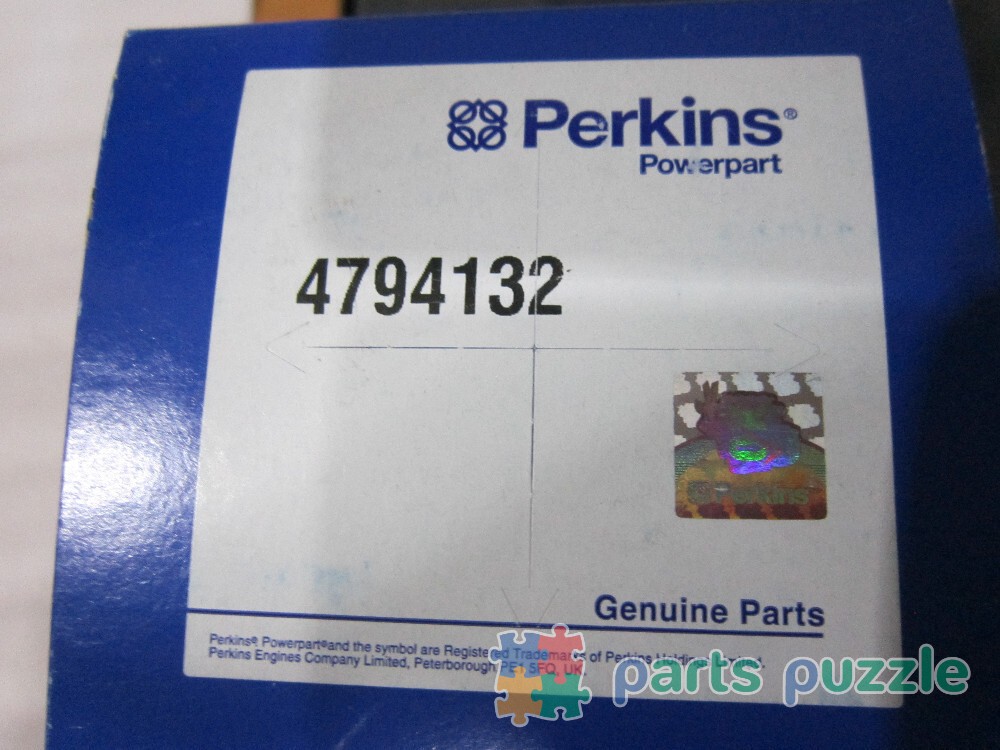 Perkins®
Powerpart
4794132
Perkins
Genuine Parts
Perkins® Powerpart® and the symbol are Registered Trademarks of Perkins Holdings Limited.
Perkins Engines Company Limited, Peterborough PE1 5FQ, UK.
parts puzzle